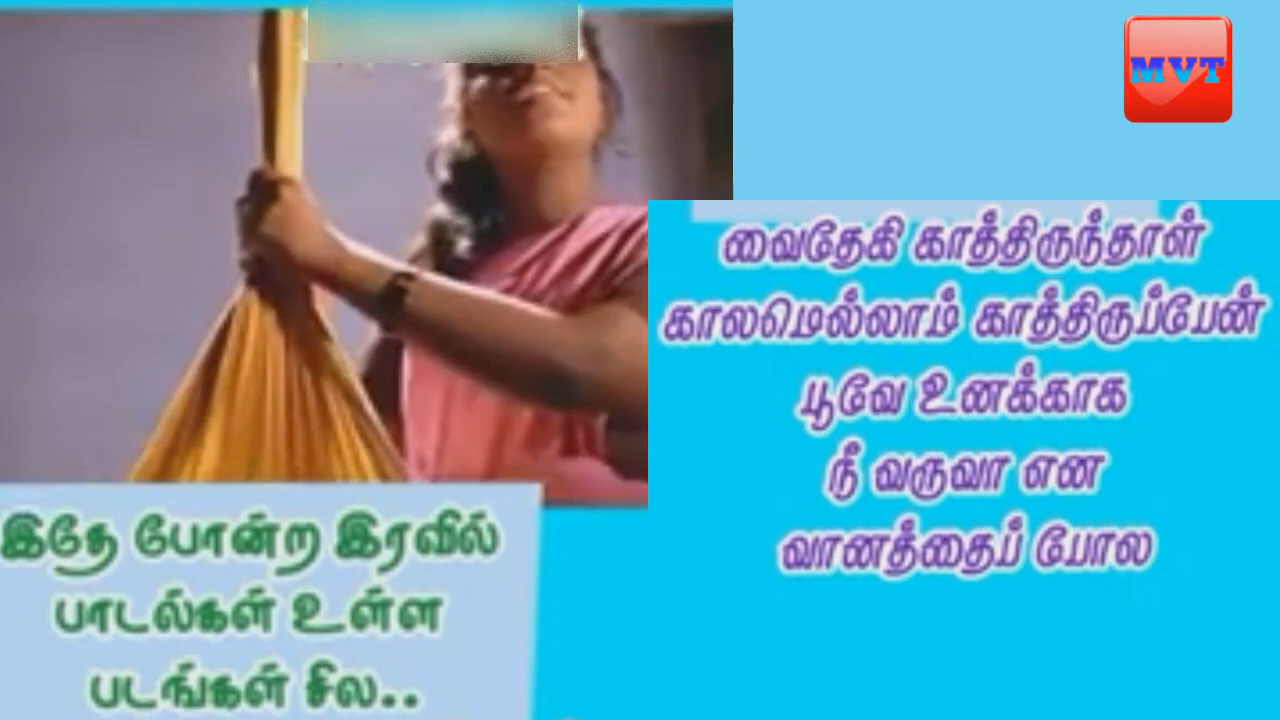 MVT
வைதேகி காத்திருந்தாள்
காலமெல்லாம் காத்திருப்பேன்
பூவே உனக்காக
நீ வருவா என
வானத்தைப் போல
இதே போன்ற இரவில்
பாடல்கள் உள்ள
படங்கள் சில..